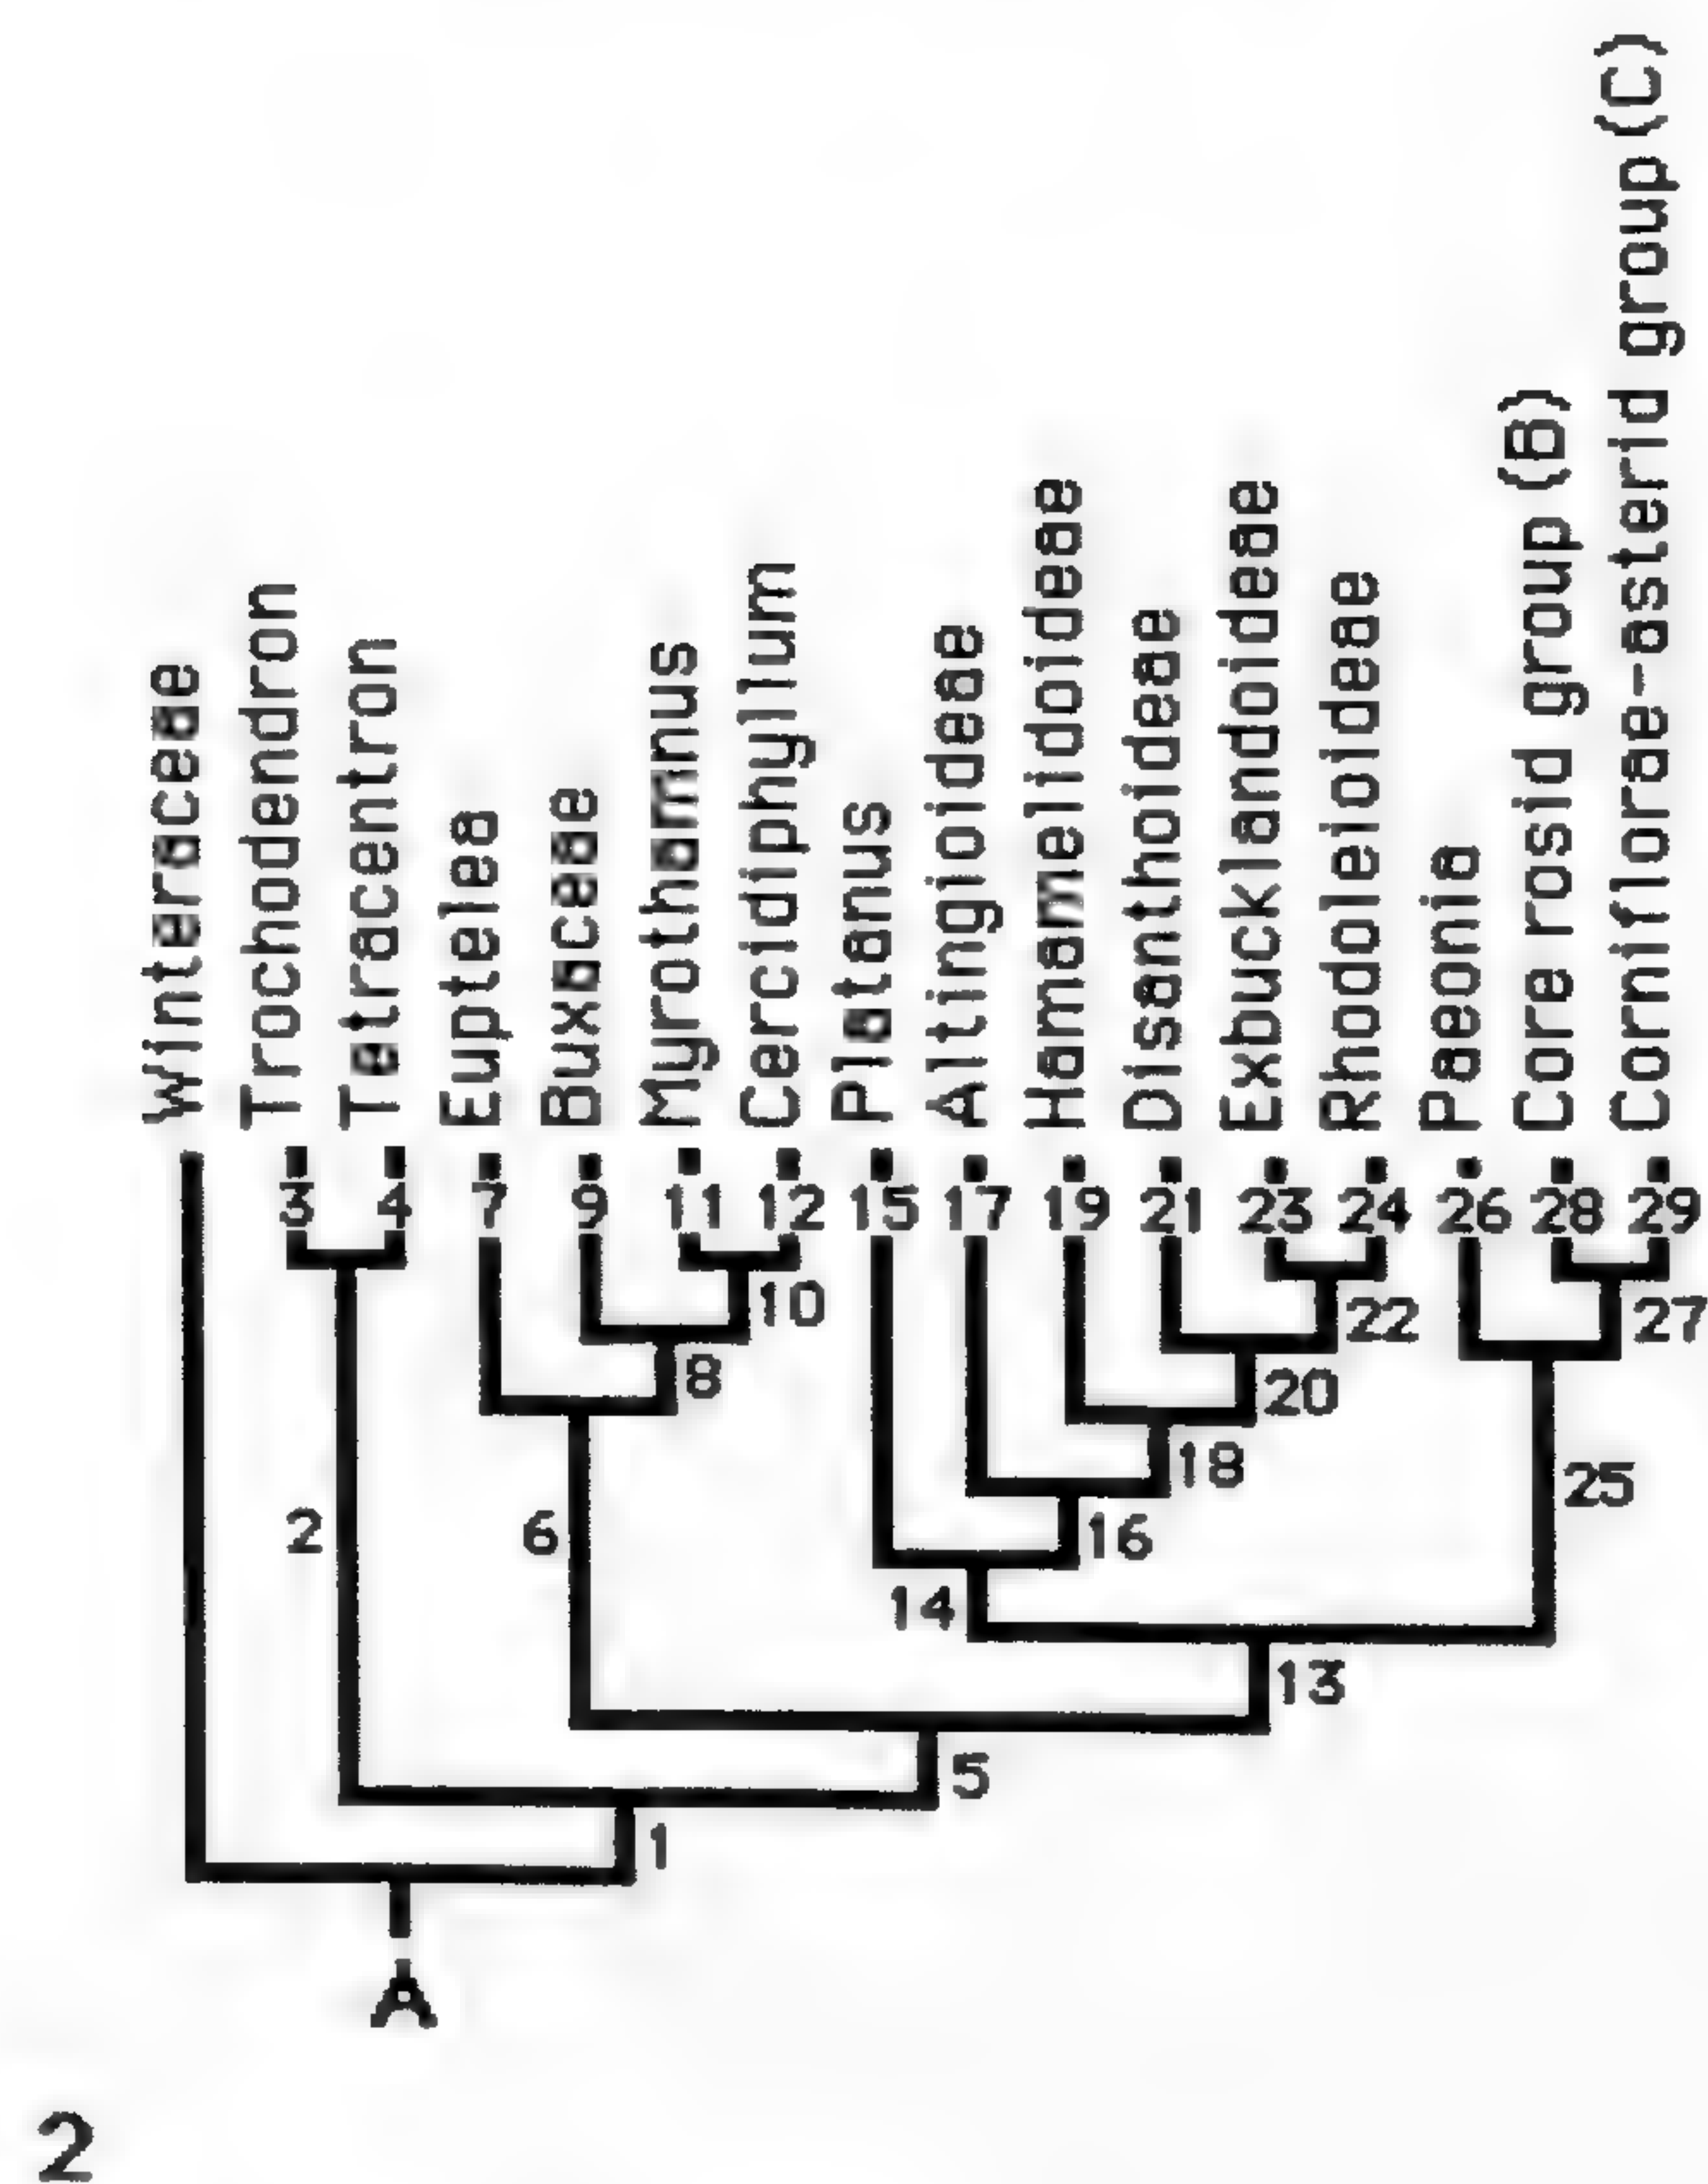 Winteraceae
Trochodendron
Tetracentron
Euptelea
Buxaceae
Myrothamnus
Cercidiphyllum
Platanus
Altingioideae
Hamamelidoideae
Disanthoideae
Exbucklandoideae
Rhodoleioideae
Paeonia
Core rosid group (B)
Corniflorae-asterid group (C)
3 4 7 9 11 12 15 17 19 21 23 24 26 28 29
10 22 27
8 20
18
2 6 16 25
14
13
5
1
A
2